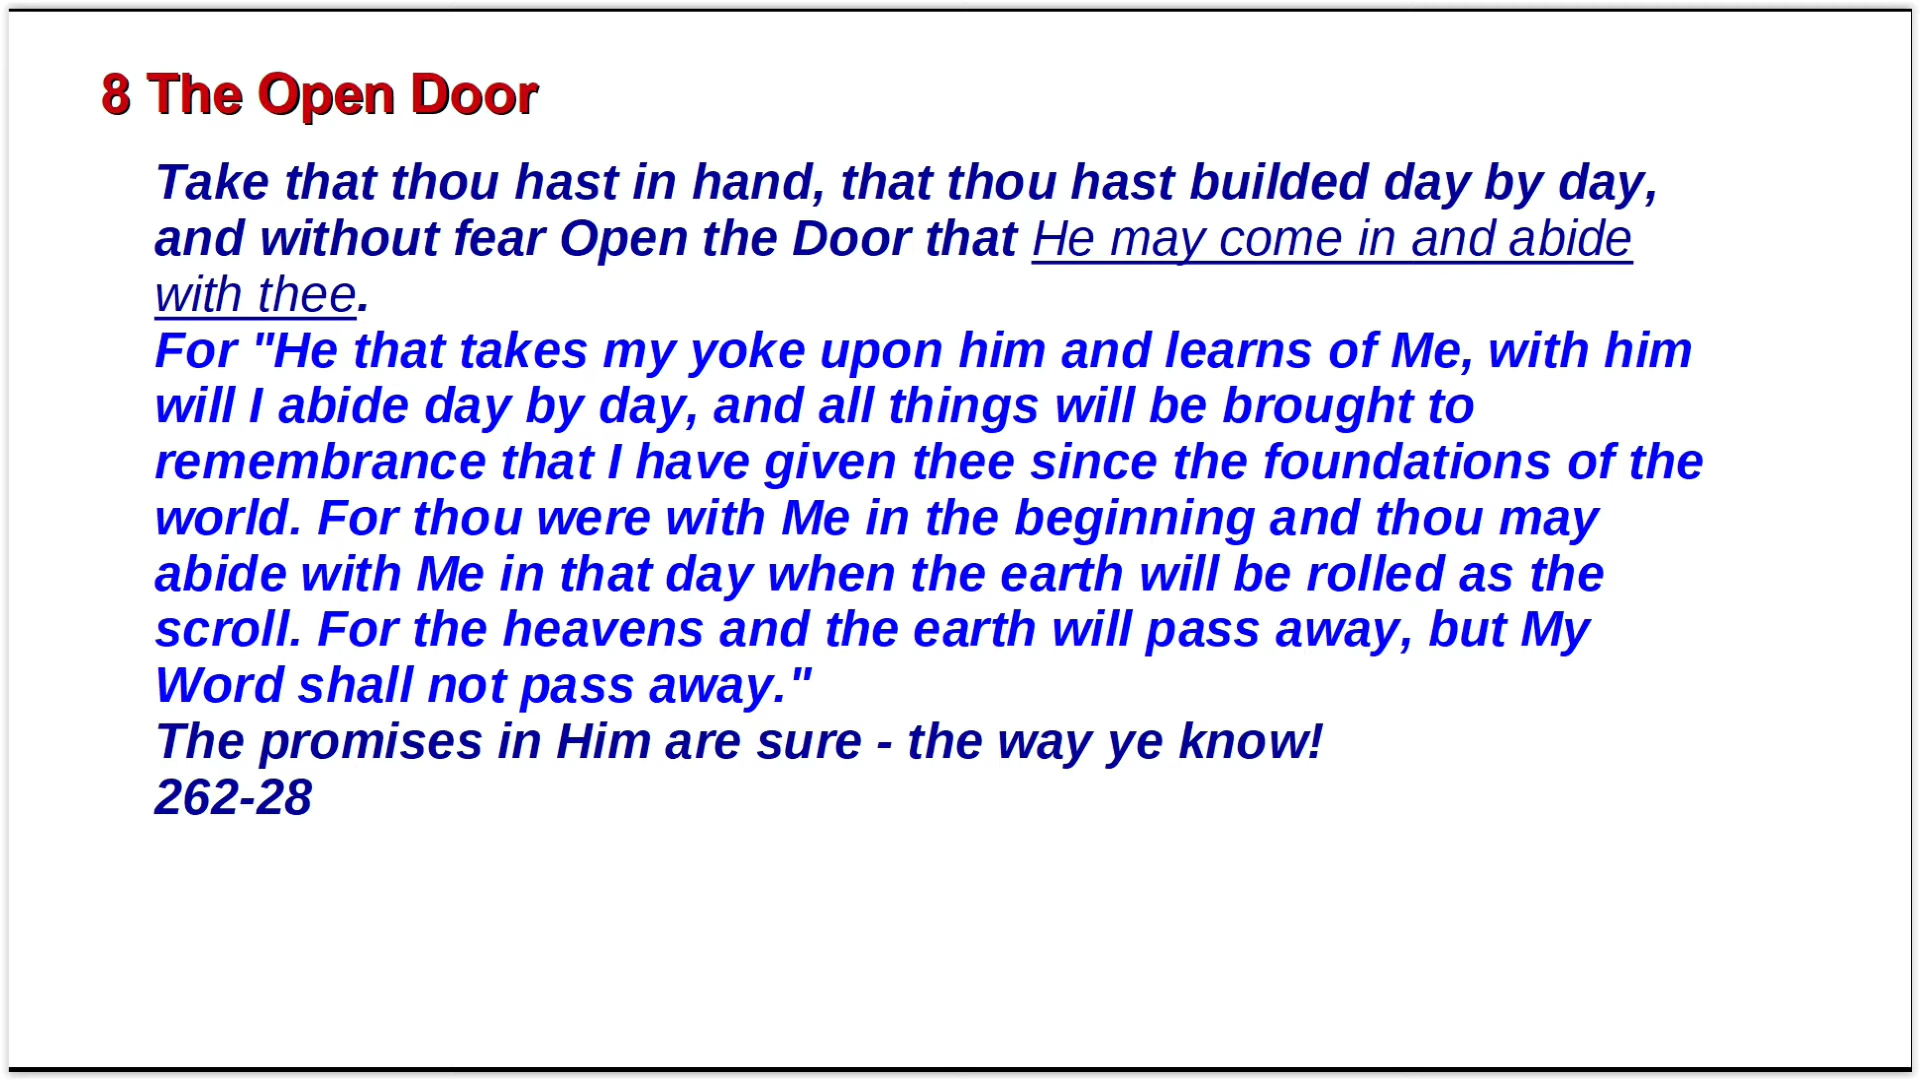 8 The Open Door
Take that thou hast in hand, that thou hast builded day by day,
and without fear Open the Door that He may come in and abide
with thee.
For "He that takes my yoke upon him and learns of Me, with him
will I abide day by day, and all things will be brought to
remembrance that I have given thee since the foundations of the
world. For thou were with Me in the beginning and thou may
abide with Me in that day when the earth will be rolled as the
scroll. For the heavens and the earth will pass away, but My
Word shall not pass away."
The promises in Him are sure - the way ye know!
262-28